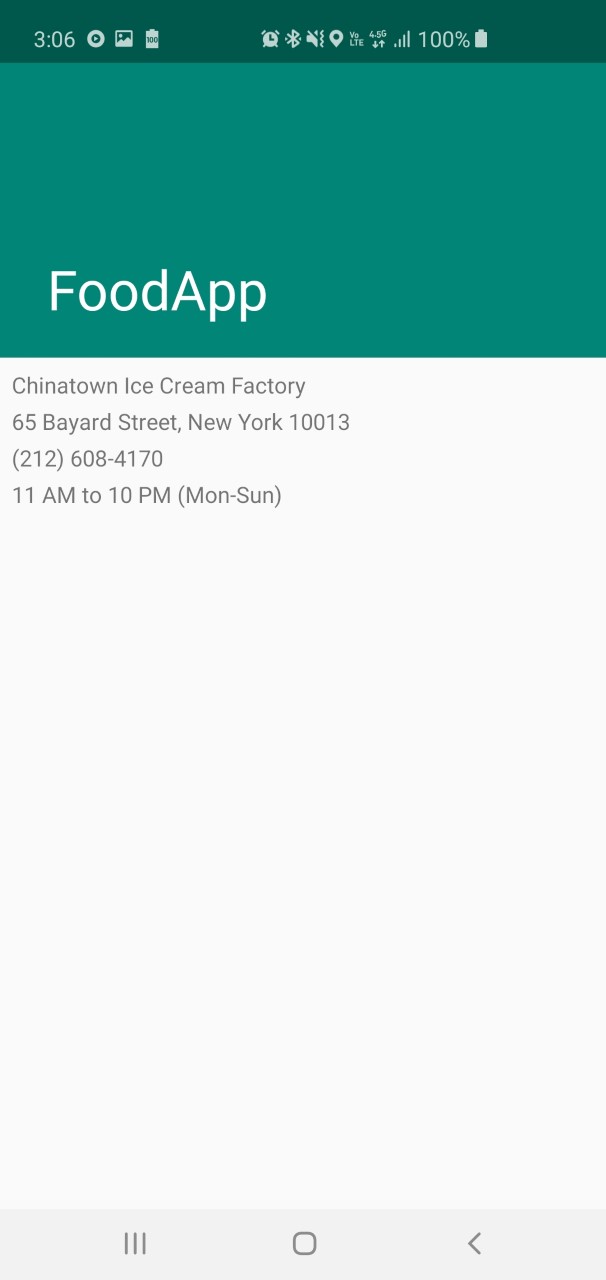 3:06 100 Vo LTE 4.5G 100%
FoodApp
Chinatown Ice Cream Factory
65 Bayard Street, New York 10013
(212) 608-4170
11 AM to 10 PM (Mon-Sun)